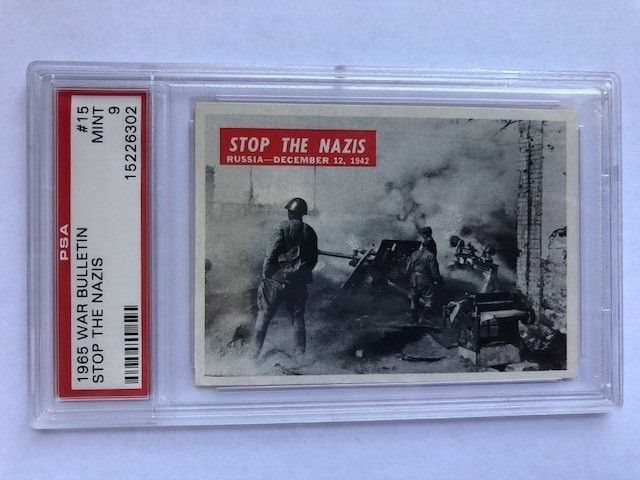 1965 WAR BULLETIN
STOP THE NAZIS
PSA
#15
MINT 9
15226302
STOP THE NAZIS
RUSSIA—DECEMBER 12, 1942